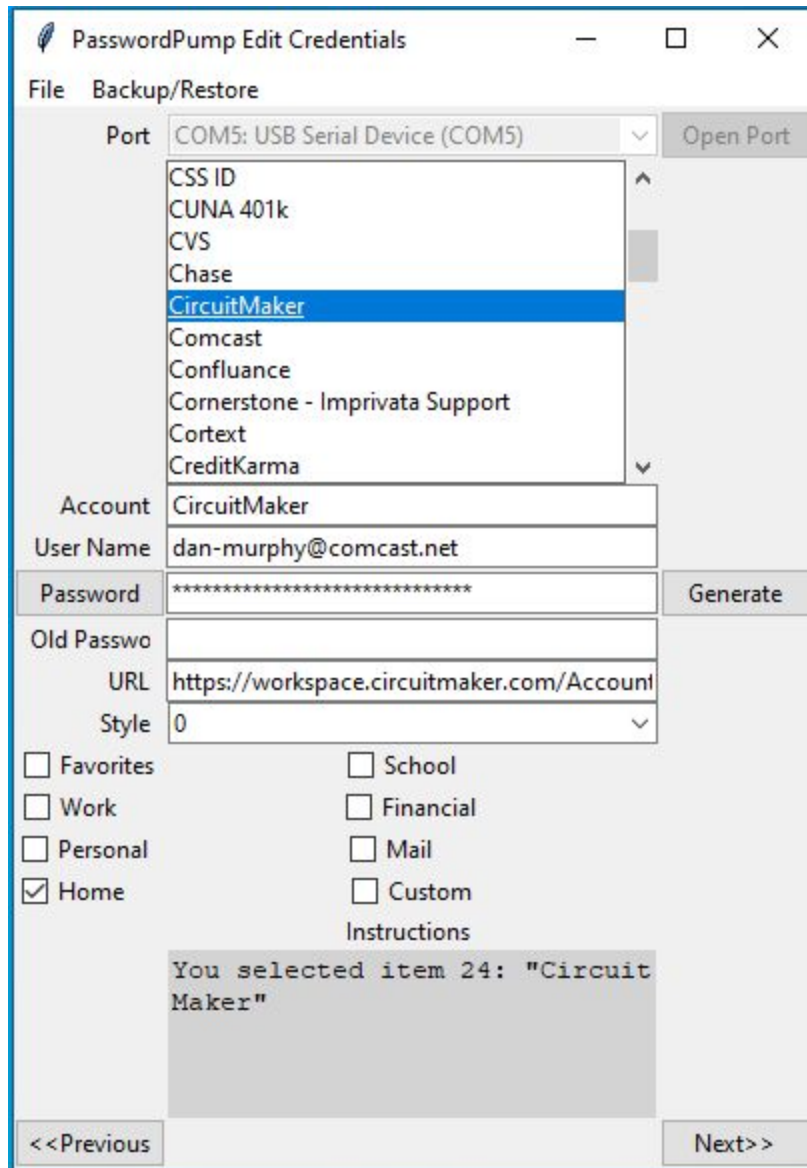 PasswordPump Edit Credentials
File Backup/Restore
Port COM5: USB Serial Device (COM5) Open Port
CSS ID
CUNA 401k
CVS
Chase
CircuitMaker
Comcast
Confluance
Cornerstone - Imprivata Support
Cortext
CreditKarma
Account CircuitMaker
User Name dan-murphy@comcast.net
Password ****************************** Generate
Old Passwo
URL https://workspace.circuitmaker.com/Account
Style 0
Favorites School
Work Financial
Personal Mail
Home Custom
Instructions
You selected item 24: "Circuit
Maker"
<<Previous Next>>